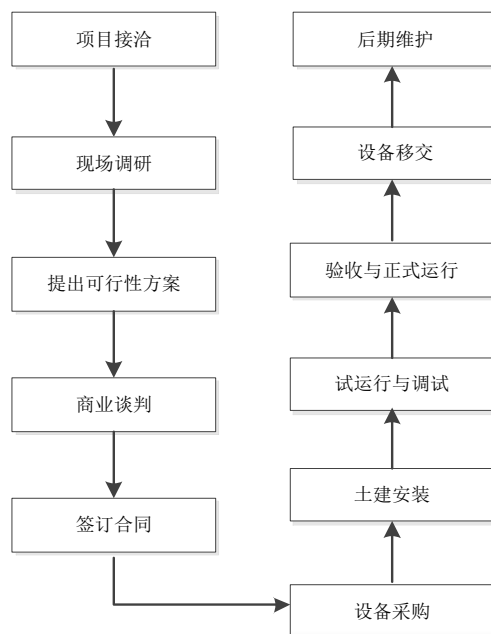 项目接洽
现场调研
提出可行性方案
商业谈判
签订合同
设备采购
土建安装
试运行与调试
验收与正式运行
设备移交
后期维护